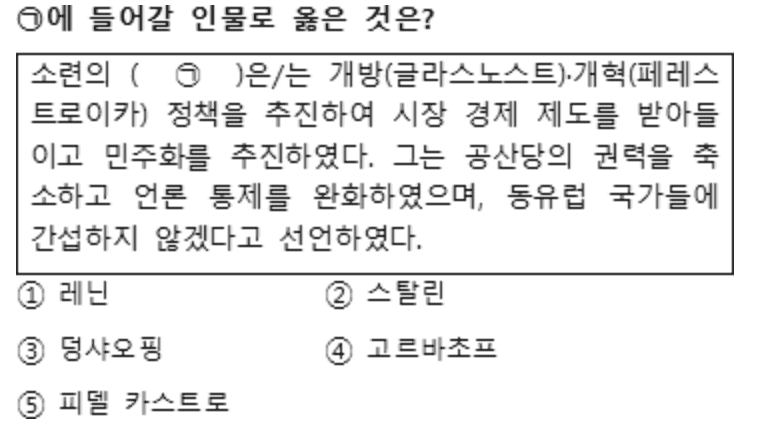 ㉠에 들어갈 인물로 옳은 것은?
소련의 ( ㉠ )은/는 개방(글라스노스트)·개혁(페레스
트로이카) 정책을 추진하여 시장 경제 제도를 받아들
이고 민주화를 추진하였다. 그는 공산당의 권력을 축
소하고 언론 통제를 완화하였으며, 동유럽 국가들에
간섭하지 않겠다고 선언하였다.
① 레닌 ② 스탈린
③ 덩샤오핑 ④ 고르바초프
⑤ 피델 카스트로